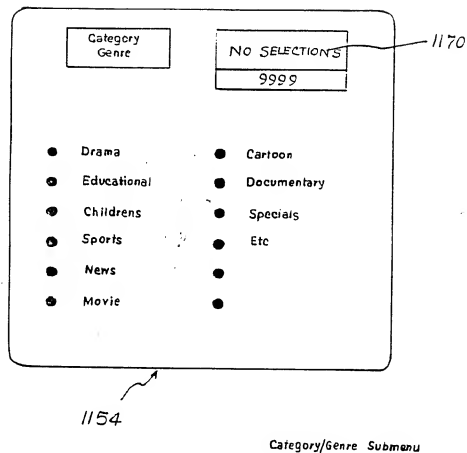 Category
Genre
NO SELECTIONS
1170
9999
Drama
Educational
Childrens
Sports
News
Movie
Cartoon
Documentary
Specials
Etc
1154
Category/Genre Submenu